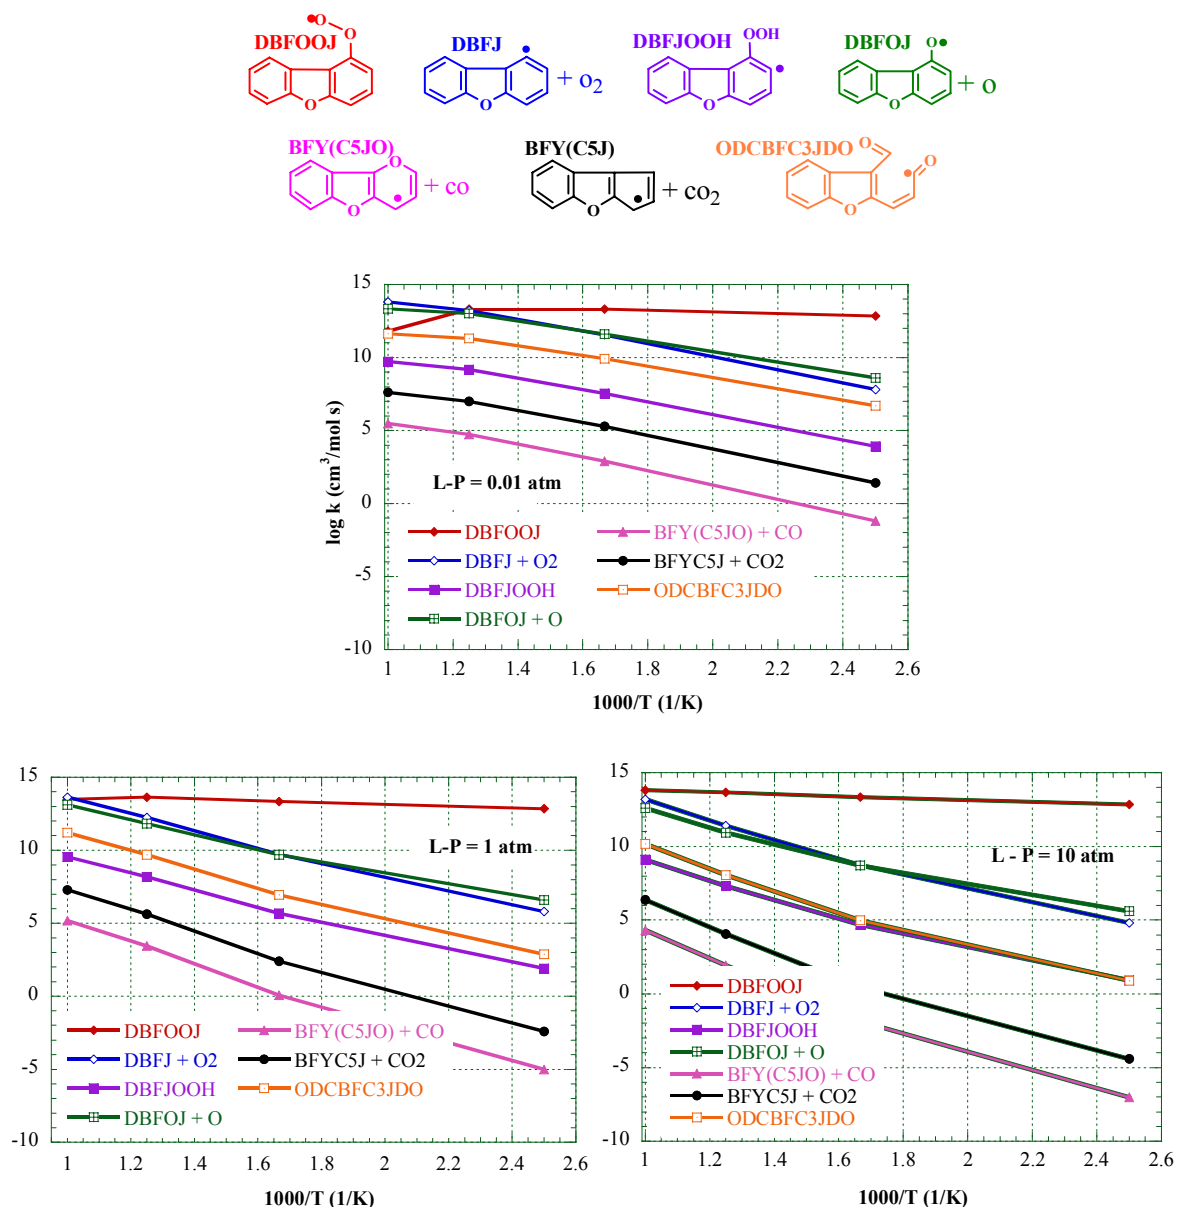 •O
O
DBFOOJ
O
DBFJ
O
+ O2
DBFJOOH
OOH
O
DBFOJ
O•
O
+ O
BFY(C5JO)
O
O
+ co
BFY(C5J)
O
+ co2
ODCBFC3JDO
O
O
O
15
10
5
0
-5
-10
log k (cm3/mol s)
L-P = 0.01 atm
DBFOOJ
DBFJ + O2
DBFJOOH
DBFOJ + O
BFY(C5JO) + CO
BFYC5J + CO2
ODCBFC3JDO
1 1.2 1.4 1.6 1.8 2 2.2 2.4 2.6
1000/T (1/K)
15
10
5
0
-5
-10
L-P = 1 atm
DBFOOJ
DBFJ + O2
DBFJOOH
DBFOJ + O
BFY(C5JO) + CO
BFYC5J + CO2
ODCBFC3JDO
1 1.2 1.4 1.6 1.8 2 2.2 2.4 2.6
1000/T (1/K)
15
10
5
0
-5
-10
L - P = 10 atm
DBFOOJ
DBFJ + O2
DBFJOOH
DBFOJ + O
BFY(C5JO) + CO
BFYC5J + CO2
ODCBFC3JDO
1 1.2 1.4 1.6 1.8 2 2.2 2.4 2.6
1000/T (1/K)